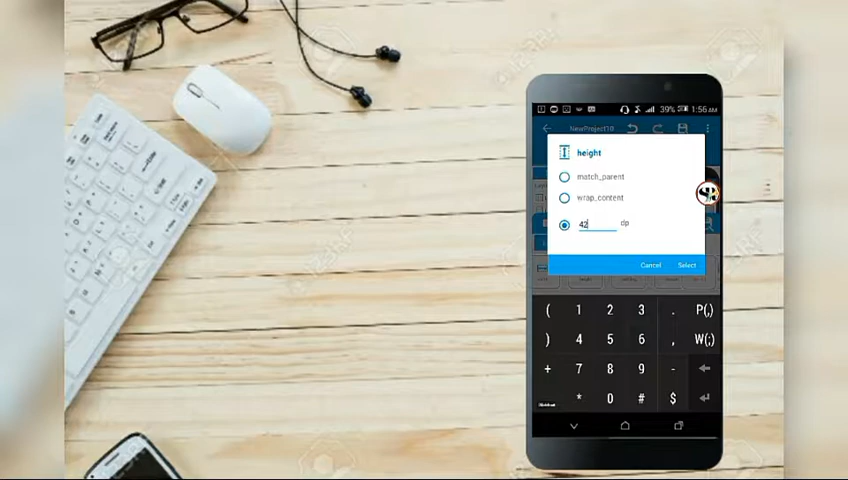 39% 1:56 AM
NewProject10
height
match_parent
wrap_content
42 dp
Cancel Select
( 1 2 3 . P(,)
) 4 5 6 , W(;)
+ 7 8 9 -
* 0 # $